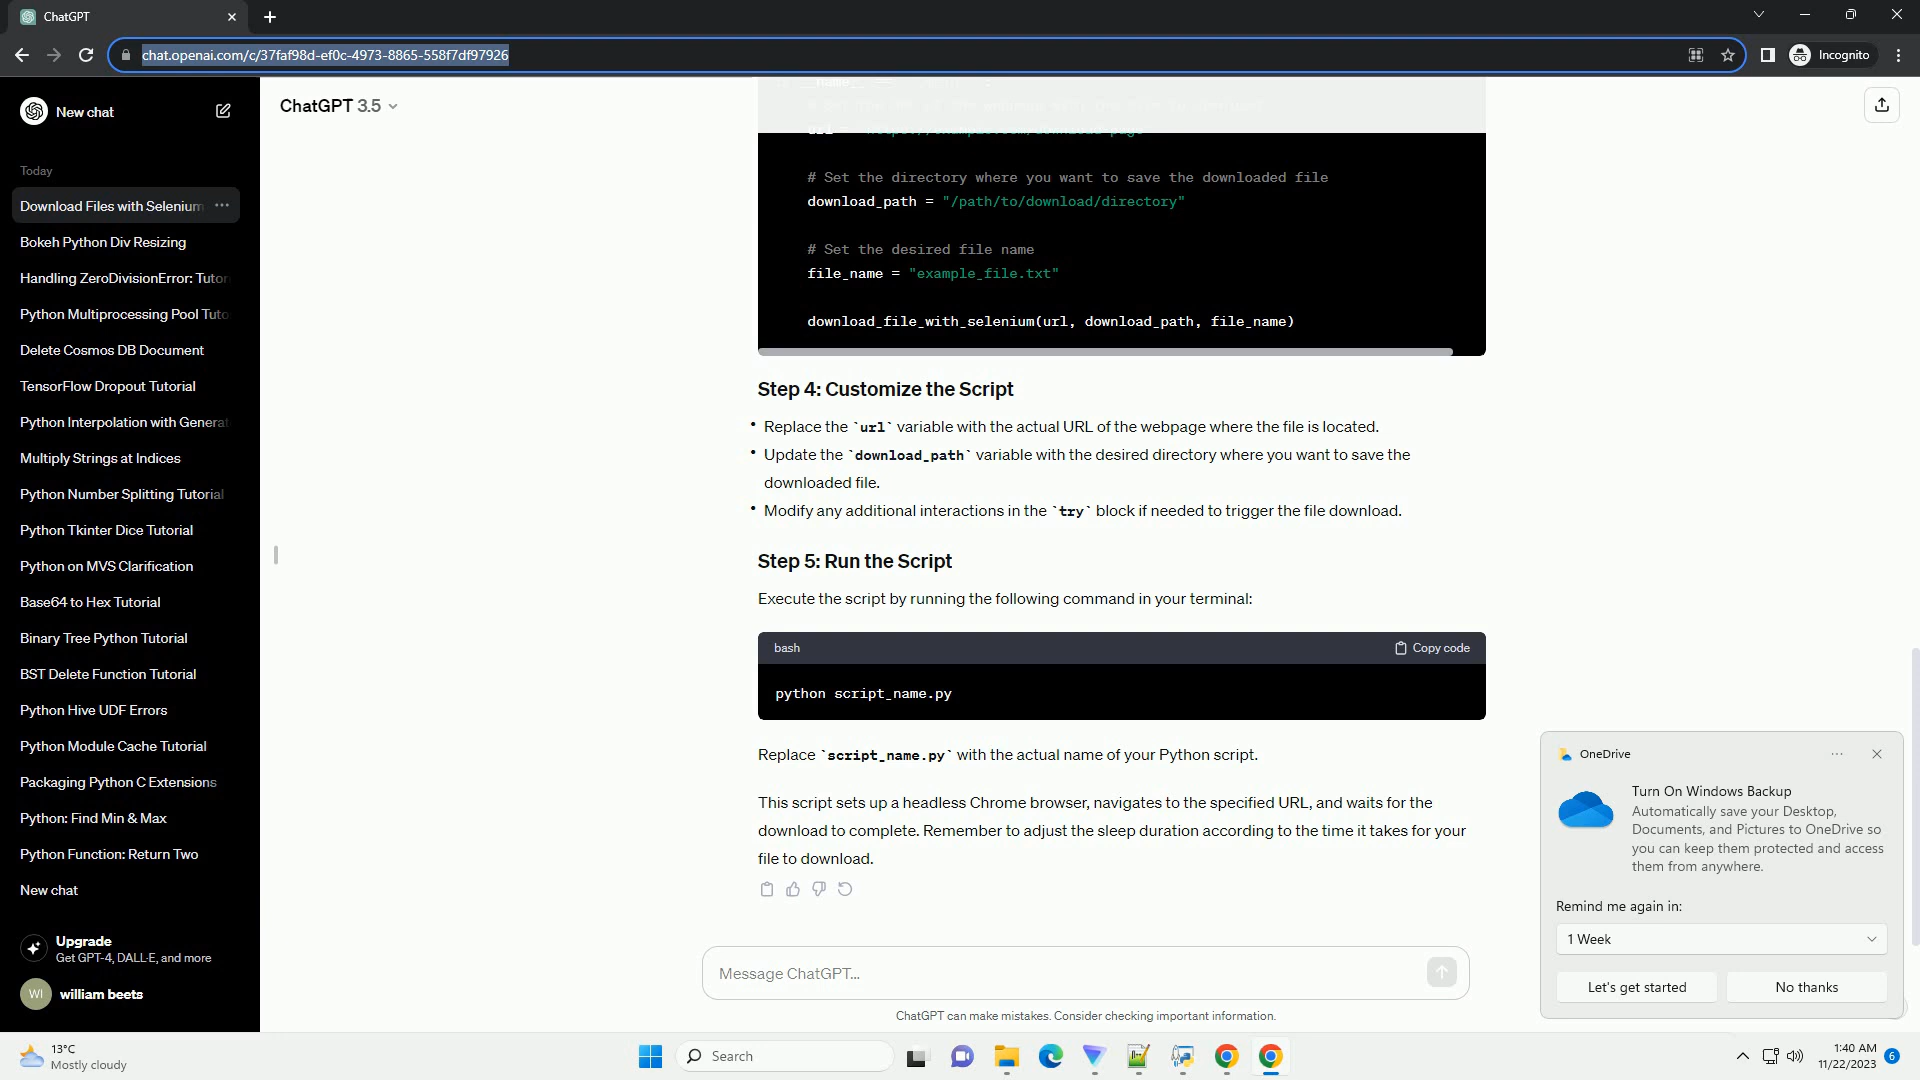 ChatGPT
chat.openai.com/c/37faf98d-ef0c-4973-8865-558f7df97926
Incognito
New chat
Today
Download Files with Selenium
Bokeh Python Div Resizing
Handling ZeroDivisionError: Tutor
Python Multiprocessing Pool Tuto
Delete Cosmos DB Document
TensorFlow Dropout Tutorial
Python Interpolation with Generat
Multiply Strings at Indices
Python Number Splitting Tutorial
Python Tkinter Dice Tutorial
Python on MVS Clarification
Base64 to Hex Tutorial
Binary Tree Python Tutorial
BST Delete Function Tutorial
Python Hive UDF Errors
Python Module Cache Tutorial
Packaging Python C Extensions
Python: Find Min & Max
Python Function: Return Two
New chat
Upgrade
Get GPT-4, DALL·E, and more
WI
william beets
ChatGPT 3.5
# Set the directory where you want to save the downloaded file
download_path = "/path/to/download/directory"
# Set the desired file name
file_name = "example_file.txt"
download_file_with_selenium(url, download_path, file_name)
Step 4: Customize the Script
• Replace the `url` variable with the actual URL of the webpage where the file is located.
• Update the `download_path` variable with the desired directory where you want to save the
downloaded file.
• Modify any additional interactions in the `try` block if needed to trigger the file download.
Step 5: Run the Script
Execute the script by running the following command in your terminal:
bash
Copy code
python script_name.py
Replace `script_name.py` with the actual name of your Python script.
This script sets up a headless Chrome browser, navigates to the specified URL, and waits for the
download to complete. Remember to adjust the sleep duration according to the time it takes for your
file to download.
Message ChatGPT...
ChatGPT can make mistakes. Consider checking important information.
OneDrive
Turn On Windows Backup
Automatically save your Desktop,
Documents, and Pictures to OneDrive so
you can keep them protected and access
them from anywhere.
Remind me again in:
1 Week
Let's get started
No thanks
13°C
Mostly cloudy
Search
1:40 AM
11/22/2023
6